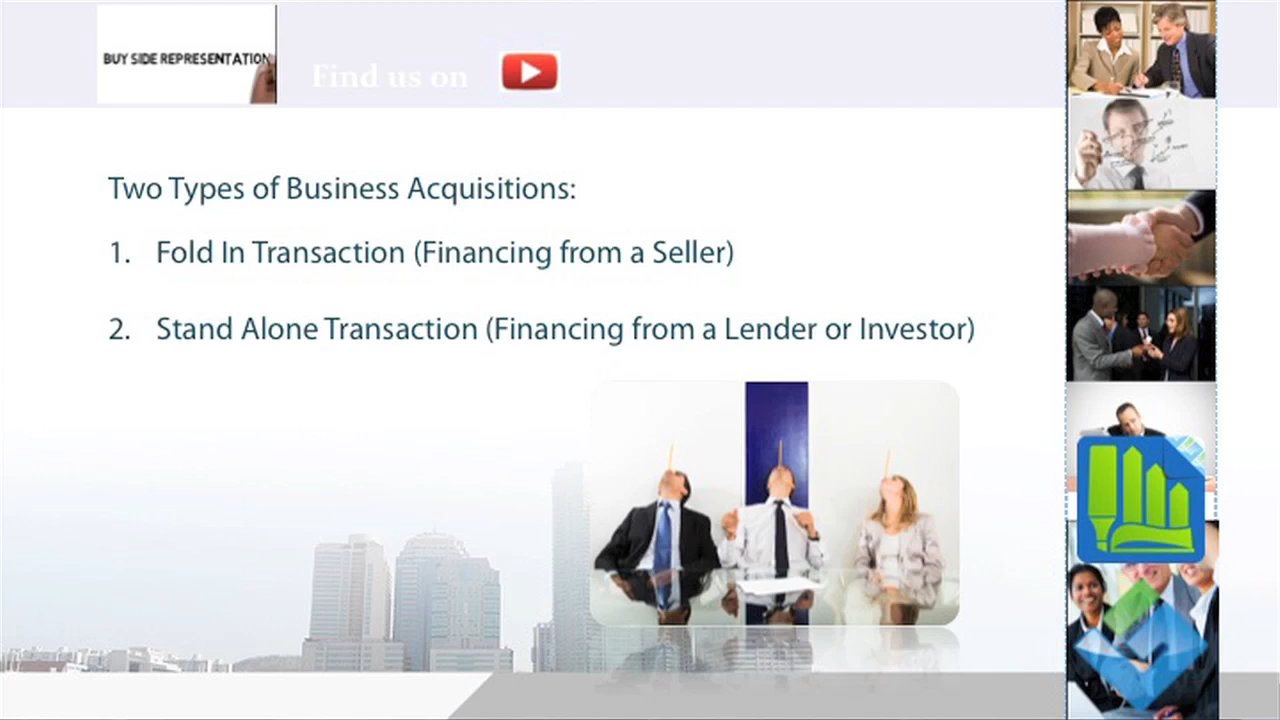 BUY SIDE REPRESENTATION
Find us on
Two Types of Business Acquisitions:
1. Fold In Transaction (Financing from a Seller)
2. Stand Alone Transaction (Financing from a Lender or Investor)